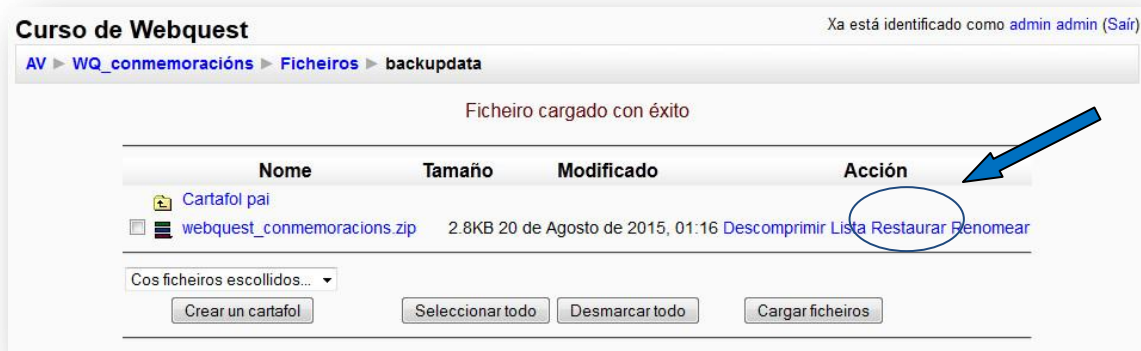 Curso de Webquest
Xa está identificado como admin admin (Saír)
AV ► WQ_conmemoracións ► Ficheiros ► backupdata
Ficheiro cargado con éxito
Nome Tamaño Modificado Acción
Cartafol pai
webquest_conmemoracions.zip 2.8KB 20 de Agosto de 2015, 01:16 Descomprimir Lista Restaurar Renomear
Cos ficheiros escollidos...
Crear un cartafol Seleccionar todo Desmarcar todo Cargar ficheiros